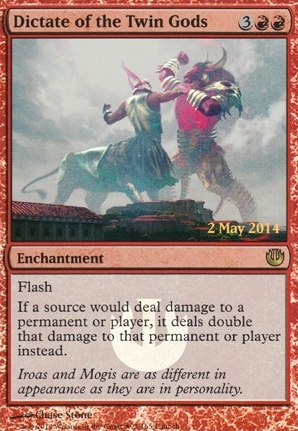 Dictate of the Twin Gods 3
2 May 2014
Enchantment
Flash
If a source would deal damage to a
permanent or player, it deals double
that damage to that permanent or player
instead.
Iroas and Mogis are as different in
appearance as they are in personality.
Chase Stone